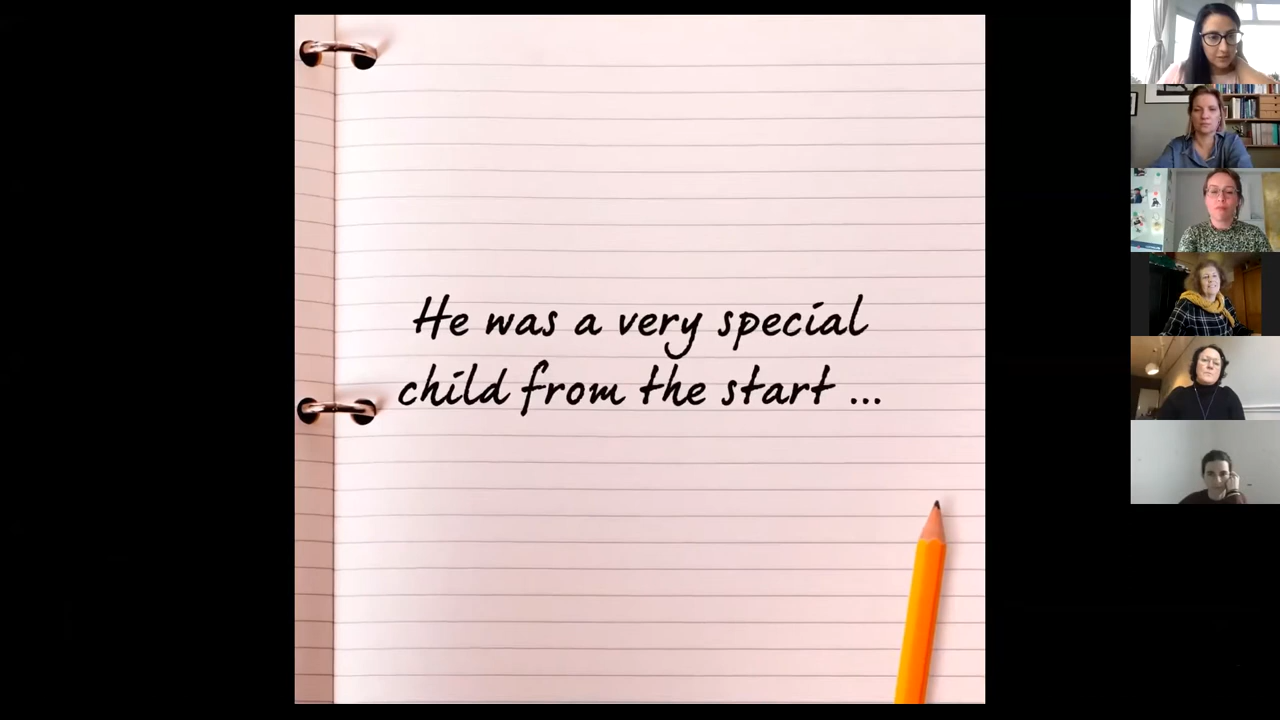 He was a very special
child from the start ...